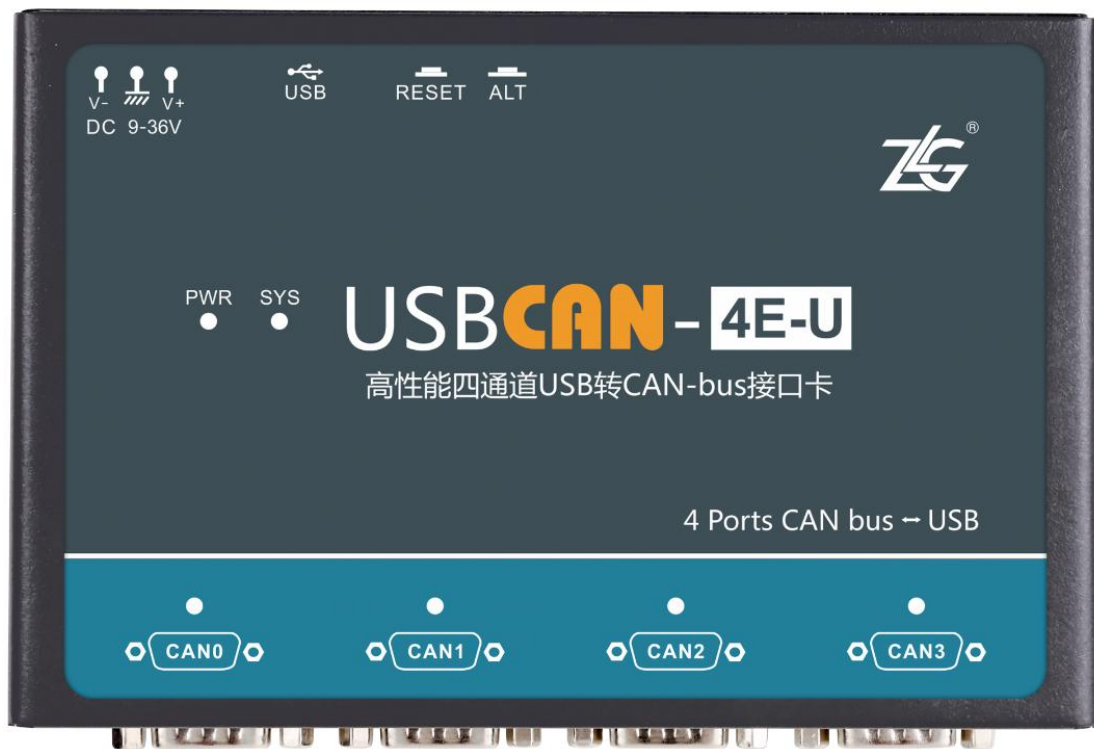 V- V+
DC 9-36V
USB
RESET ALT
ZLG®
PWR SYS
USBCAN-4E-U
高性能四通道USB转CAN-bus接口卡
4 Ports CAN bus ↔ USB
CAN0 CAN1 CAN2 CAN3